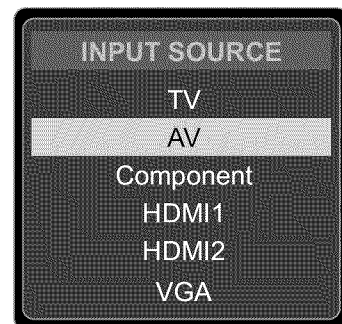 INPUT SOURCE
TV
AV
Component
HDMI1
HDMI2
VGA